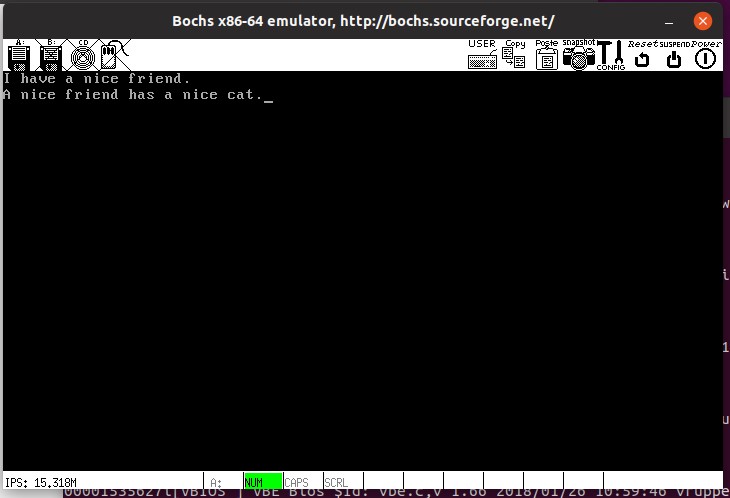 Bochs x86-64 emulator, http://bochs.sourceforge.net/
A: B: CD USER Copy Paste snapshot CONFIG Reset SUSPEND Power
I have a nice friend.
A nice friend has a nice cat._
IPS: 15.318M A: NUM CAPS SCRL
00001535627i|VBIOS | VBE Bios $Id: vbe.c,v 1.66 2018/01/26 10:59:46 vruppe